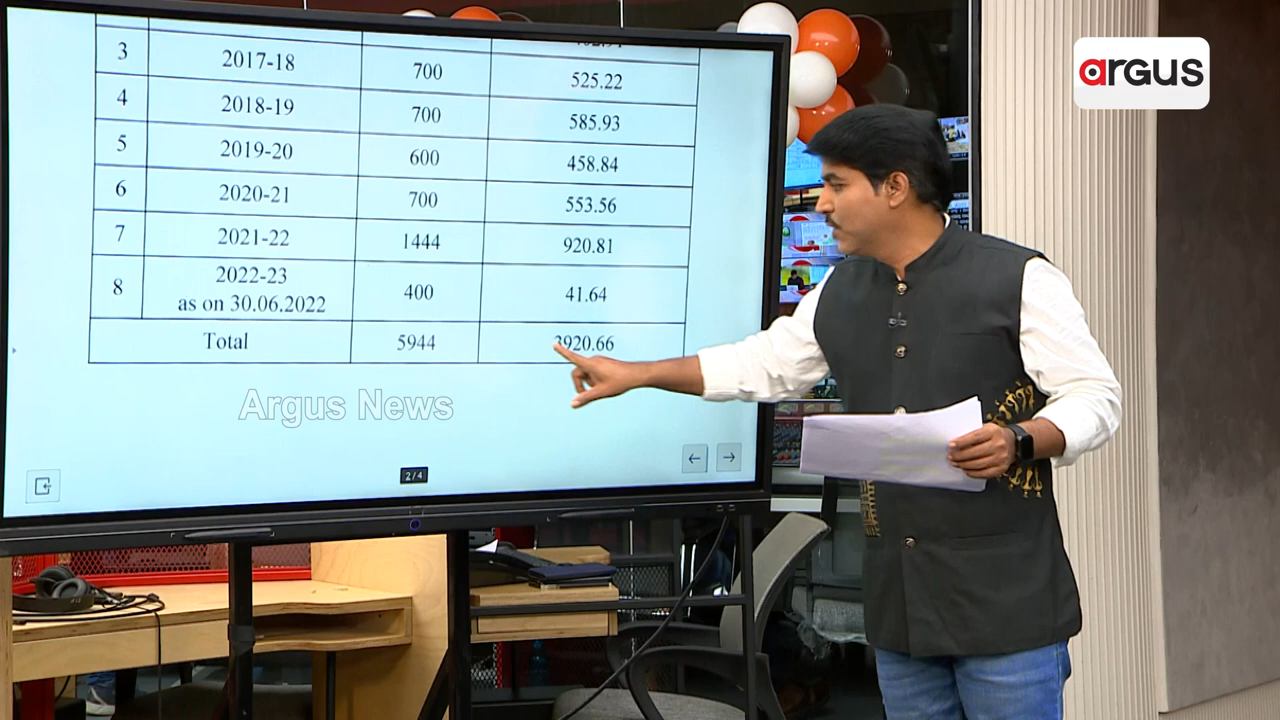 argus
3 2017-18 700 525.22
4 2018-19 700 585.93
5 2019-20 600 458.84
6 2020-21 700 553.56
7 2021-22 1444 920.81
8 2022-23 as on 30.06.2022 400 41.64
Total 5944 3920.66
Argus News
2/4